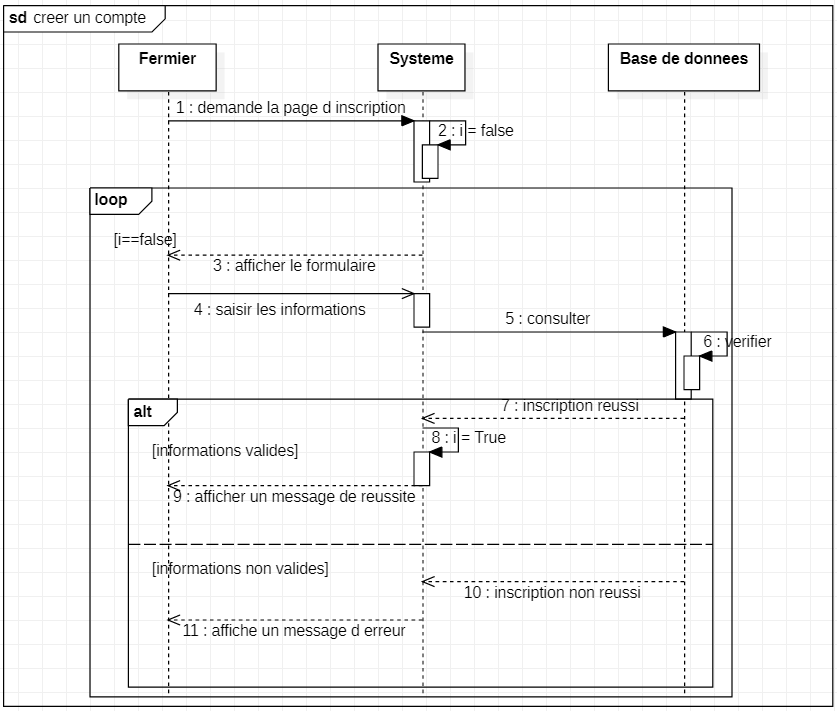 sd creer un compte
Fermier
Systeme
Base de donnees
1 : demande la page d inscription
2 : i = false
loop
[i==false]
3 : afficher le formulaire
4 : saisir les informations
5 : consulter
6 : verifier
alt
7 : inscription reussi
8 : i = True
[informations valides]
9 : afficher un message de reussite
[informations non valides]
10 : inscription non reussi
11 : affiche un message d erreur